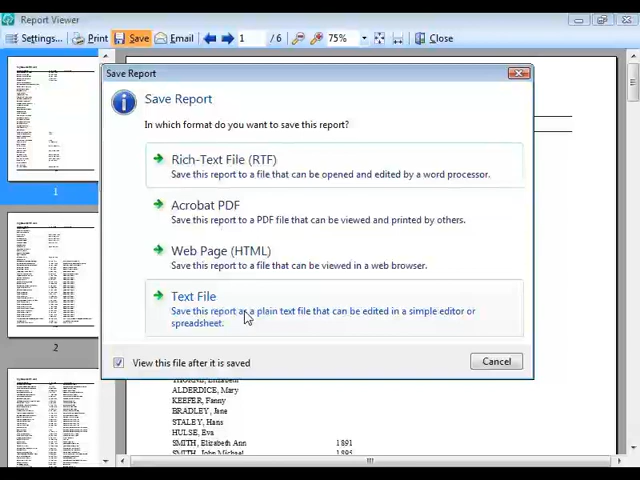 Report Viewer
Settings... Print Save Email 1 / 6 75% Close
Save Report
Save Report
In which format do you want to save this report?
Rich-Text File (RTF)
Save this report to a file that can be opened and edited by a word processor.
Acrobat PDF
Save this report to a PDF file that can be viewed and printed by others.
Web Page (HTML)
Save this report to a file that can be viewed in a web browser.
Text File
Save this report as a plain text file that can be edited in a simple editor or
spreadsheet.
View this file after it is saved
Cancel
1
2
ALDERDICE, Mary
KEEFER, Fanny
BRADLEY, Jane
STALEY, Hans
HULSE, Eva
SMITH, Elizabeth Ann 1891
SMITH, John Michael 1895